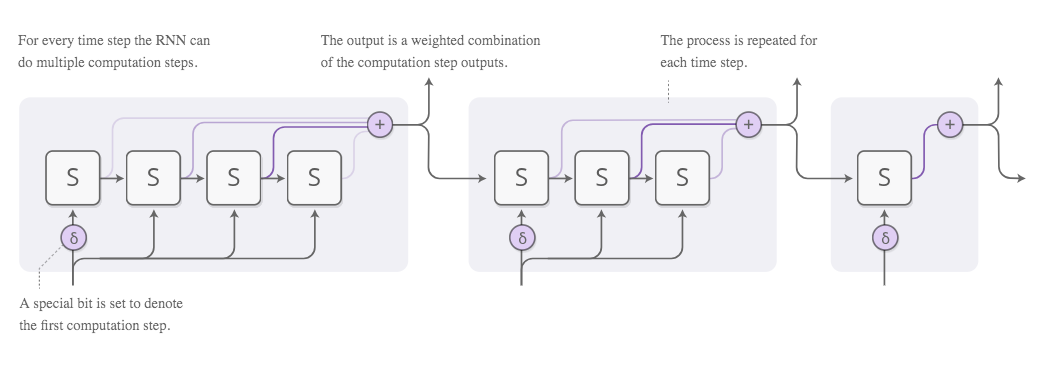 For every time step the RNN can
do multiple computation steps.
The output is a weighted combination
of the computation step outputs.
The process is repeated for
each time step.
+
+
+
S
S
S
S
S
S
S
S
δ
δ
δ
A special bit is set to denote
the first computation step.